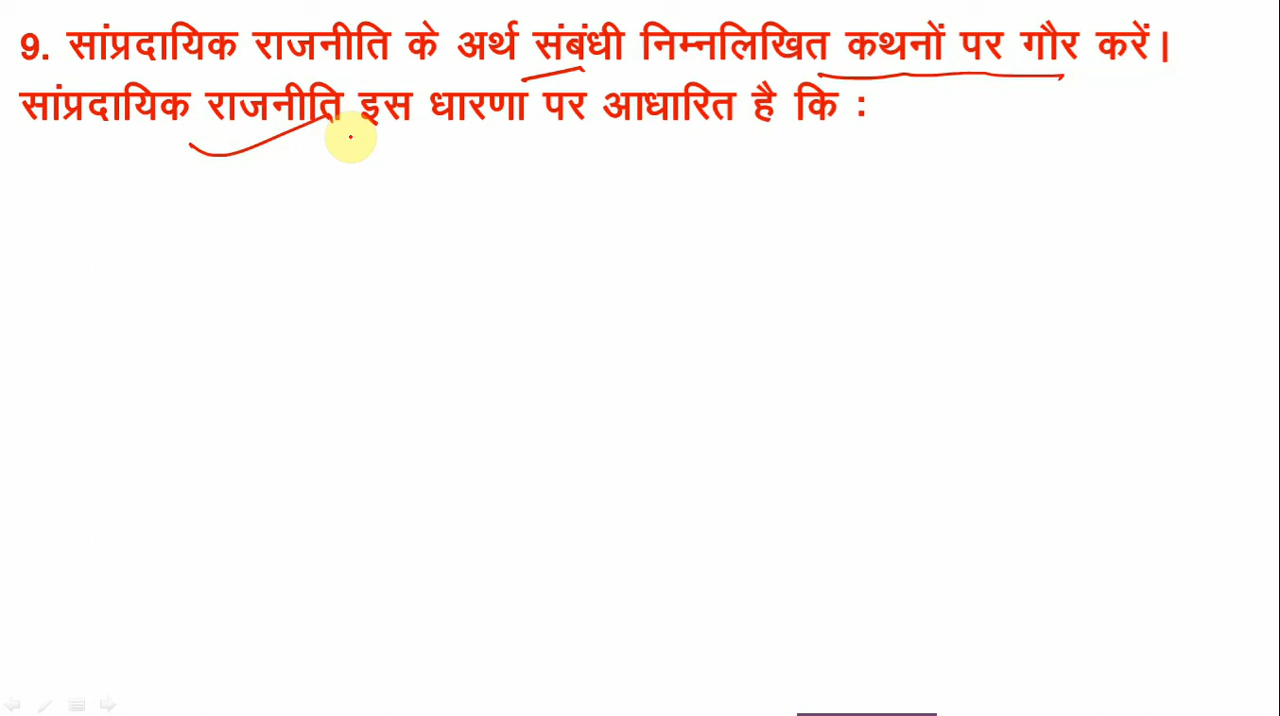 9. सांप्रदायिक राजनीति के अर्थ संबंधी निम्नलिखित कथनों पर गौर करें।
सांप्रदायिक राजनीति इस धारणा पर आधारित है कि :